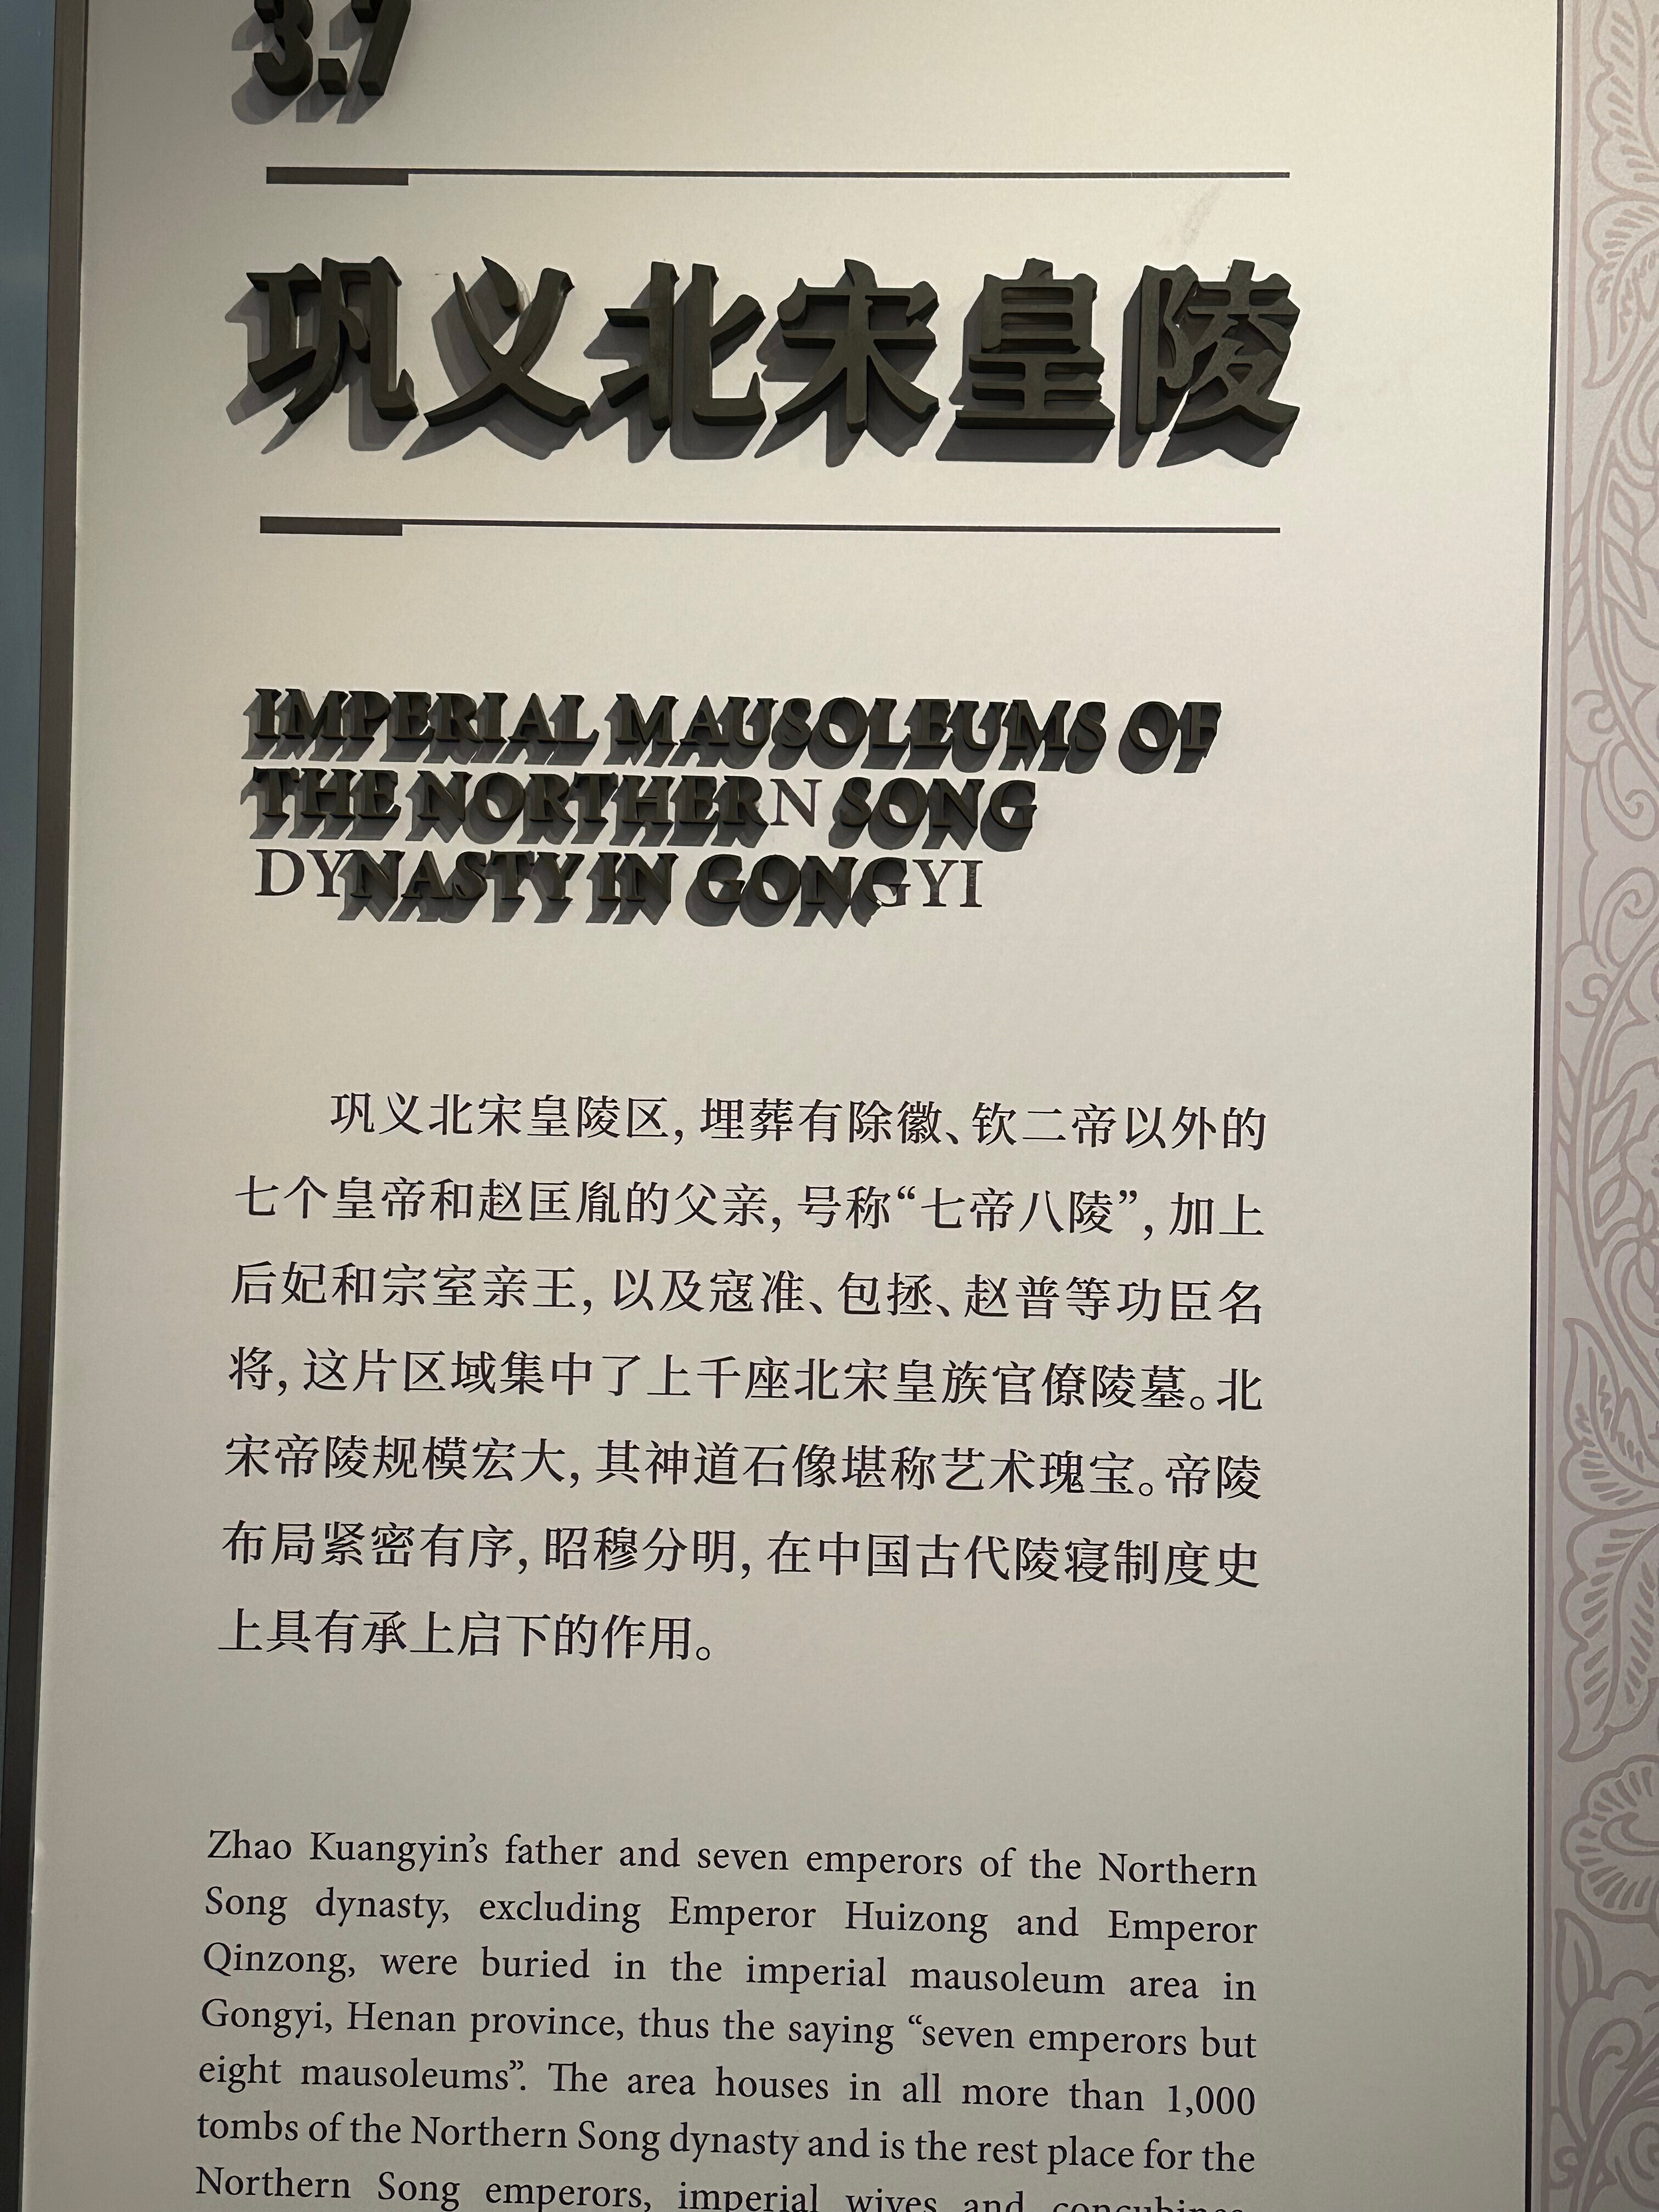 3.7
巩义北宋皇陵
IMPERIAL MAUSOLEUMS OF
THE NORTHERN SONG
DYNASTY IN GONGYI
巩义北宋皇陵区，埋葬有除徽、钦二帝以外的
七个皇帝和赵匡胤的父亲，号称“七帝八陵”，加上
后妃和宗室亲王，以及寇准、包拯、赵普等功臣名
将，这片区域集中了上千座北宋皇族官僚陵墓。北
宋帝陵规模宏大，其神道石像堪称艺术瑰宝。帝陵
布局紧密有序，昭穆分明，在中国古代陵寝制度史
上具有承上启下的作用。
Zhao Kuangyin’s father and seven emperors of the Northern
Song dynasty, excluding Emperor Huizong and Emperor
Qinzong, were buried in the imperial mausoleum area in
Gongyi, Henan province, thus the saying “seven emperors but
eight mausoleums”. The area houses in all more than 1,000
tombs of the Northern Song dynasty and is the rest place for the
Northern Song emperors, imperial wives and concubines,